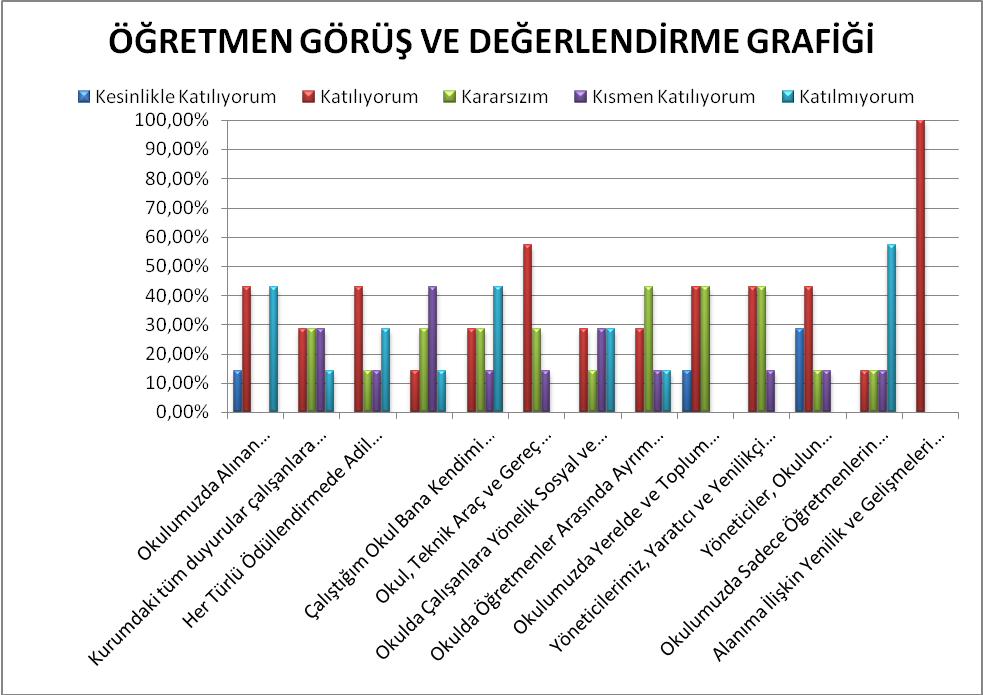 ÖĞRETMEN GÖRÜŞ VE DEĞERLENDİRME GRAFİĞİ
Kesinlikle Katılıyorum Katılıyorum Kararsızım Kısmen Katılıyorum Katılmıyorum
100,00%
90,00%
80,00%
70,00%
60,00%
50,00%
40,00%
30,00%
20,00%
10,00%
0,00%
Okulumuzda Alınan...
Kurumdaki tüm duyurular çalışanlara...
Her Türlü Ödüllendirmede Adil...
Çalıştığım Okul Bana Kendimi...
Okul, Teknik Araç ve Gereç...
Okulda Çalışanlara Yönelik Sosyal ve...
Okulda Öğretmenler Arasında Ayrım...
Okulumuzda Yerelde ve Toplum...
Yöneticilerimiz, Yaratıcı ve Yenilikçi...
Yöneticiler, Okulun...
Okulumuzda Sadece Öğretmenlerin...
Alanıma İlişkin Yenilik ve Gelişmeleri...